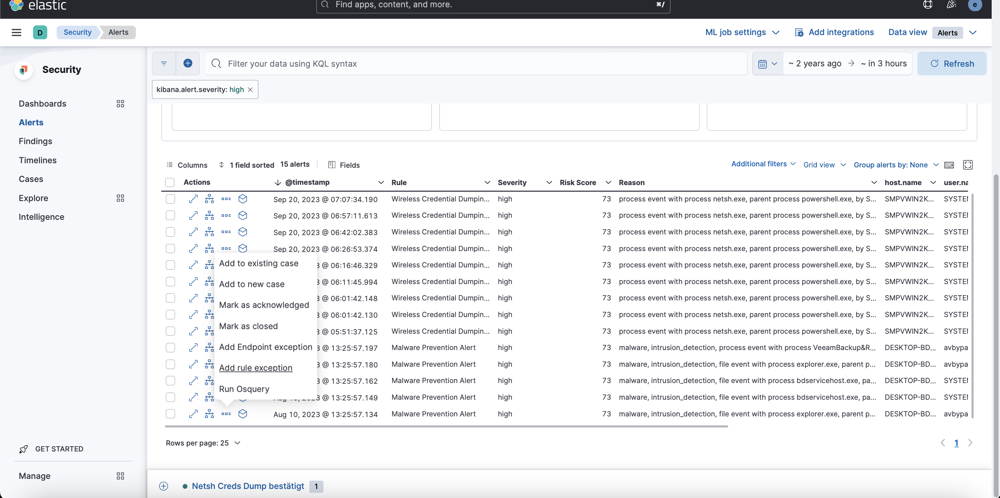 elastic
Find apps, content, and more.
⌘/
e
D
Security
Alerts
ML job settings
Add integrations
Data view
Alerts
Security
Dashboards
Alerts
Findings
Timelines
Cases
Explore
Intelligence
GET STARTED
Manage
Filter your data using KQL syntax
~ 2 years ago → ~ in 3 hours
Refresh
kibana.alert.severity: high
Columns 1 field sorted 15 alerts Fields
Additional filters Grid view Group alerts by: None
Actions @timestamp Rule Severity Risk Score Reason host.name user.na
Sep 20, 2023 @ 07:07:34.190 Wireless Credential Dumpin... high 73 process event with process netsh.exe, parent process powershell.exe, by S... SMPVWIN2K... SYSTE
Sep 20, 2023 @ 06:57:11.613 Wireless Credential Dumpin... high 73 process event with process netsh.exe, parent process powershell.exe, by S... SMPVWIN2K... SYSTE
Sep 20, 2023 @ 06:42:02.383 Wireless Credential Dumpin... high 73 process event with process netsh.exe, parent process powershell.exe, by S... SMPVWIN2K... SYSTE
Sep 20, 2023 @ 06:26:53.374 Wireless Credential Dumpin... high 73 process event with process netsh.exe, parent process powershell.exe, by S... SMPVWIN2K... SYSTE
3 @ 06:16:46.329 Wireless Credential Dumpin... high 73 process event with process netsh.exe, parent process powershell.exe, by S... SMPVWIN2K... SYSTE
3 @ 06:11:45.994 Wireless Credential Dumpin... high 73 process event with process netsh.exe, parent process powershell.exe, by S... SMPVWIN2K... SYSTE
3 @ 06:01:42.148 Wireless Credential Dumpin... high 73 process event with process netsh.exe, parent process powershell.exe, by S... SMPVWIN2K... SYSTE
3 @ 06:01:42.130 Wireless Credential Dumpin... high 73 process event with process netsh.exe, parent process powershell.exe, by S... SMPVWIN2K... SYSTE
3 @ 05:51:37.125 Wireless Credential Dumpin... high 73 process event with process netsh.exe, parent process powershell.exe, by S... SMPVWIN2K... SYSTE
3 @ 13:25:57.197 Malware Prevention Alert high 73 malware, intrusion_detection, process event with process VeeamBackup&R... DESKTOP-BD... avbypa
3 @ 13:25:57.180 Malware Prevention Alert high 73 malware, intrusion_detection, file event with process explorer.exe, parent p... DESKTOP-BD... avbypa
3 @ 13:25:57.162 Malware Prevention Alert high 73 malware, intrusion_detection, file event with process bdservicehost.exe, pa... DESKTOP-BD... SYSTE
3 @ 13:25:57.149 Malware Prevention Alert high 73 malware, intrusion_detection, file event with process bdservicehost.exe, pa... DESKTOP-BD... SYSTE
Aug 10, 2023 @ 13:25:57.134 Malware Prevention Alert high 73 malware, intrusion_detection, file event with process explorer.exe, parent p... DESKTOP-BD... avbypa
Add to existing case
Add to new case
Mark as acknowledged
Mark as closed
Add Endpoint exception
Add rule exception
Run Osquery
Rows per page: 25
1
Netsh Creds Dump bestätigt 1